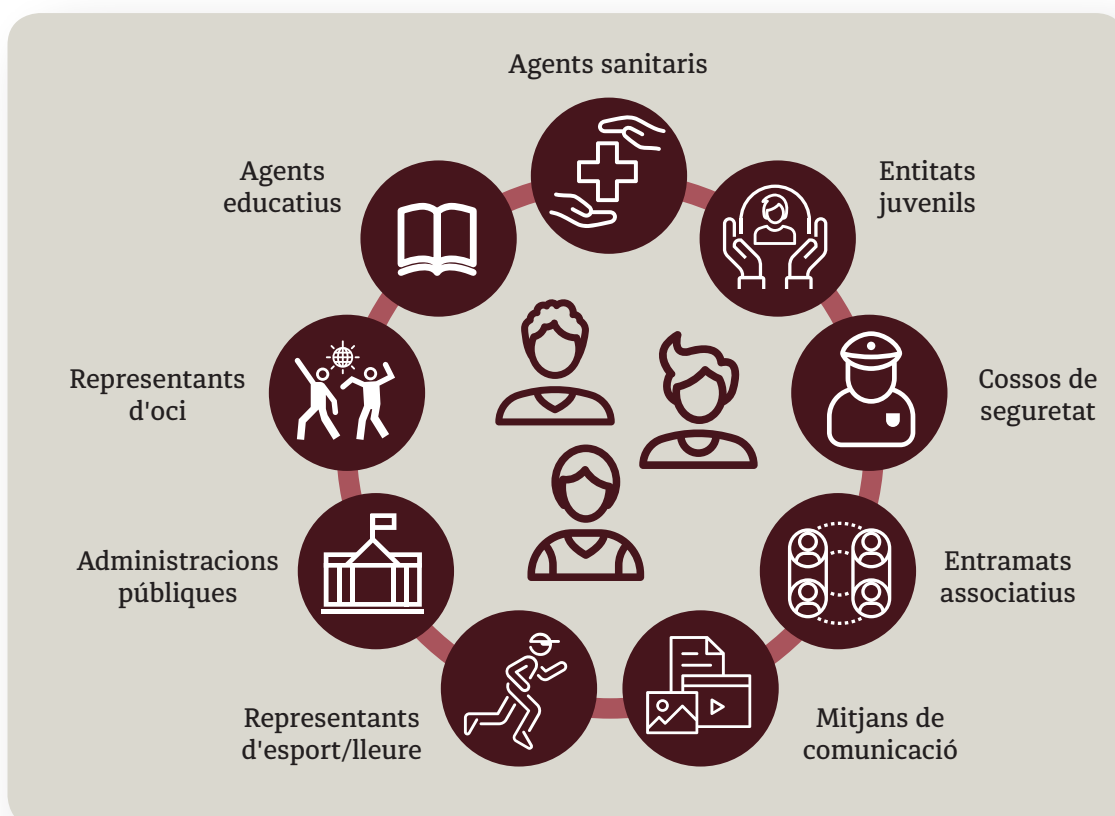 Agents sanitaris
Agents
educatius
Entitats
juvenils
Representants
d'oci
Cossos de
seguretat
Administracions
públiques
Entramats
associatius
Representants
d'esport/lleure
Mitjans de
comunicació